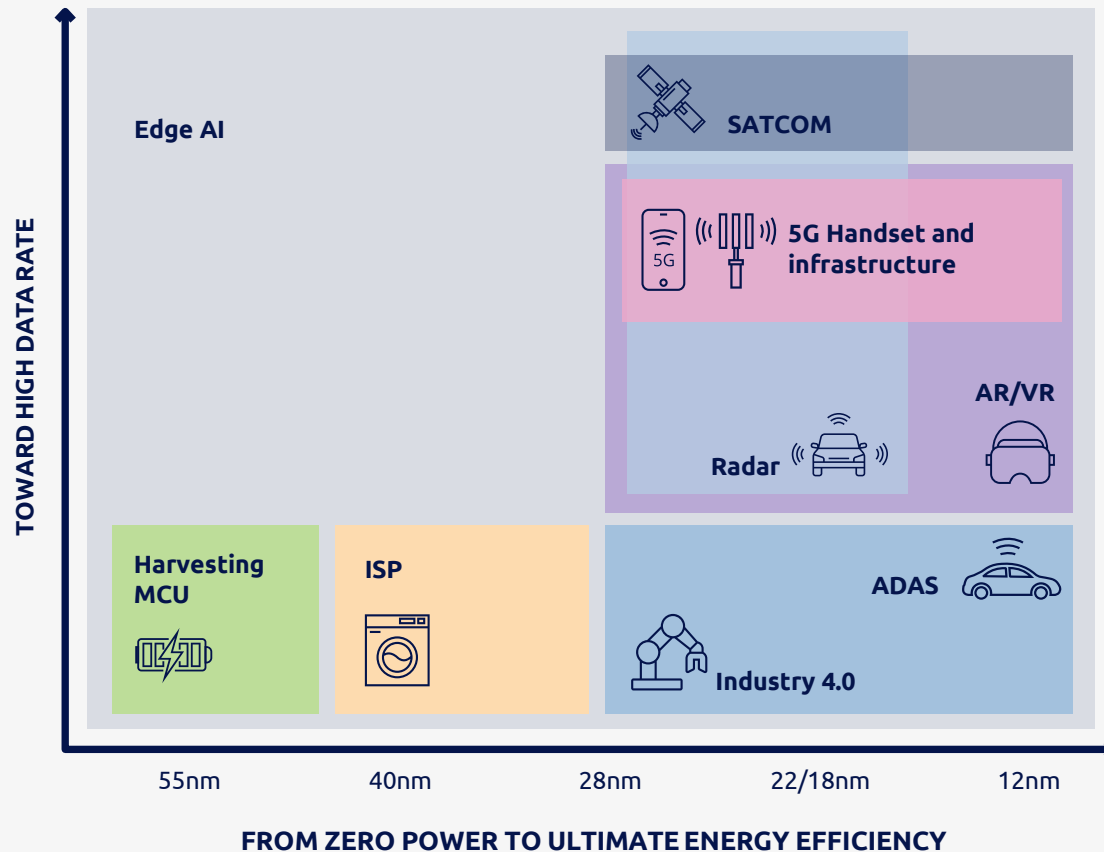 TOWARD HIGH DATA RATE
Edge AI
SATCOM
5G
5G Handset and
infrastructure
AR/VR
Radar
Harvesting
MCU
ISP
ADAS
Industry 4.0
55nm
40nm
28nm
22/18nm
12nm
FROM ZERO POWER TO ULTIMATE ENERGY EFFICIENCY